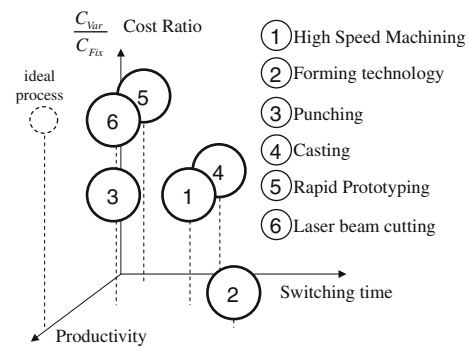 C_Var / C_Fix Cost Ratio
ideal
process
1 High Speed Machining
2 Forming technology
3 Punching
4 Casting
5 Rapid Prototyping
6 Laser beam cutting
5
6
4
3
1
2
Switching time
Productivity